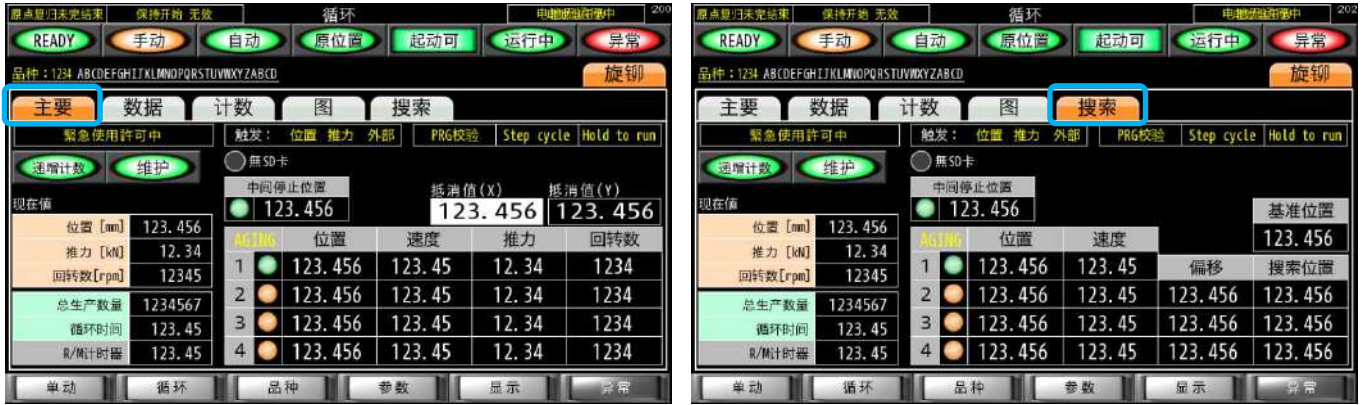 原点复归未完结束 保持开始 无效 循环 200
READY 手动 自动 原位置 起动可 运行中 异常
品种：1234 ABCDEFGHIJKLMNOPQRSTUVWXYZABCD 旋铆
主要 数据 计数 图 搜索
緊急使用許可中 触发： 位置 推力 外部 PRG校验 Step cycle Hold to run
递增计数 维护 無SD卡
中间停止位置 抵消值(X) 抵消值(Y)
123.456 123.456 123.456
现在値
位置 [mm] 123.456
推力 [kN] 12.34
回转数[rpm] 12345
总生产数量 1234567
循环时间 123.45
R/M计时器 123.45
AGING 位置 速度 推力 回转数
1 123.456 123.45 12.34 1234
2 123.456 123.45 12.34 1234
3 123.456 123.45 12.34 1234
4 123.456 123.45 12.34 1234
单动 循环 品种 参数 显示 异常
原点复归未完结束 保持开始 无效 循环 202
READY 手动 自动 原位置 起动可 运行中 异常
品种：1234 ABCDEFGHIJKLMNOPQRSTUVWXYZABCD 旋铆
主要 数据 计数 图 搜索
緊急使用許可中 触发： 位置 推力 外部 PRG校验 Step cycle Hold to run
递增计数 维护 無SD卡
中间停止位置
123.456
现在値
位置 [mm] 123.456
推力 [kN] 12.34
回转数[rpm] 12345
总生产数量 1234567
循环时间 123.45
R/M计时器 123.45
基准位置
123.456
AGING 位置 速度 偏移 搜索位置
1 123.456 123.45
2 123.456 123.45 123.456 123.456
3 123.456 123.45 123.456 123.456
4 123.456 123.45 123.456 123.456
单动 循环 品种 参数 显示 异常